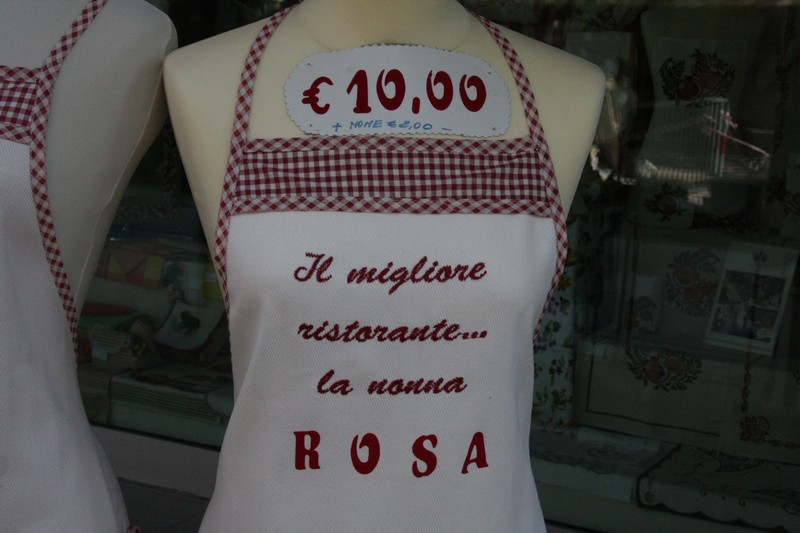 € 10,00
+ NOME € 2,00 -
Il migliore
ristorante...
la nonna
ROSA